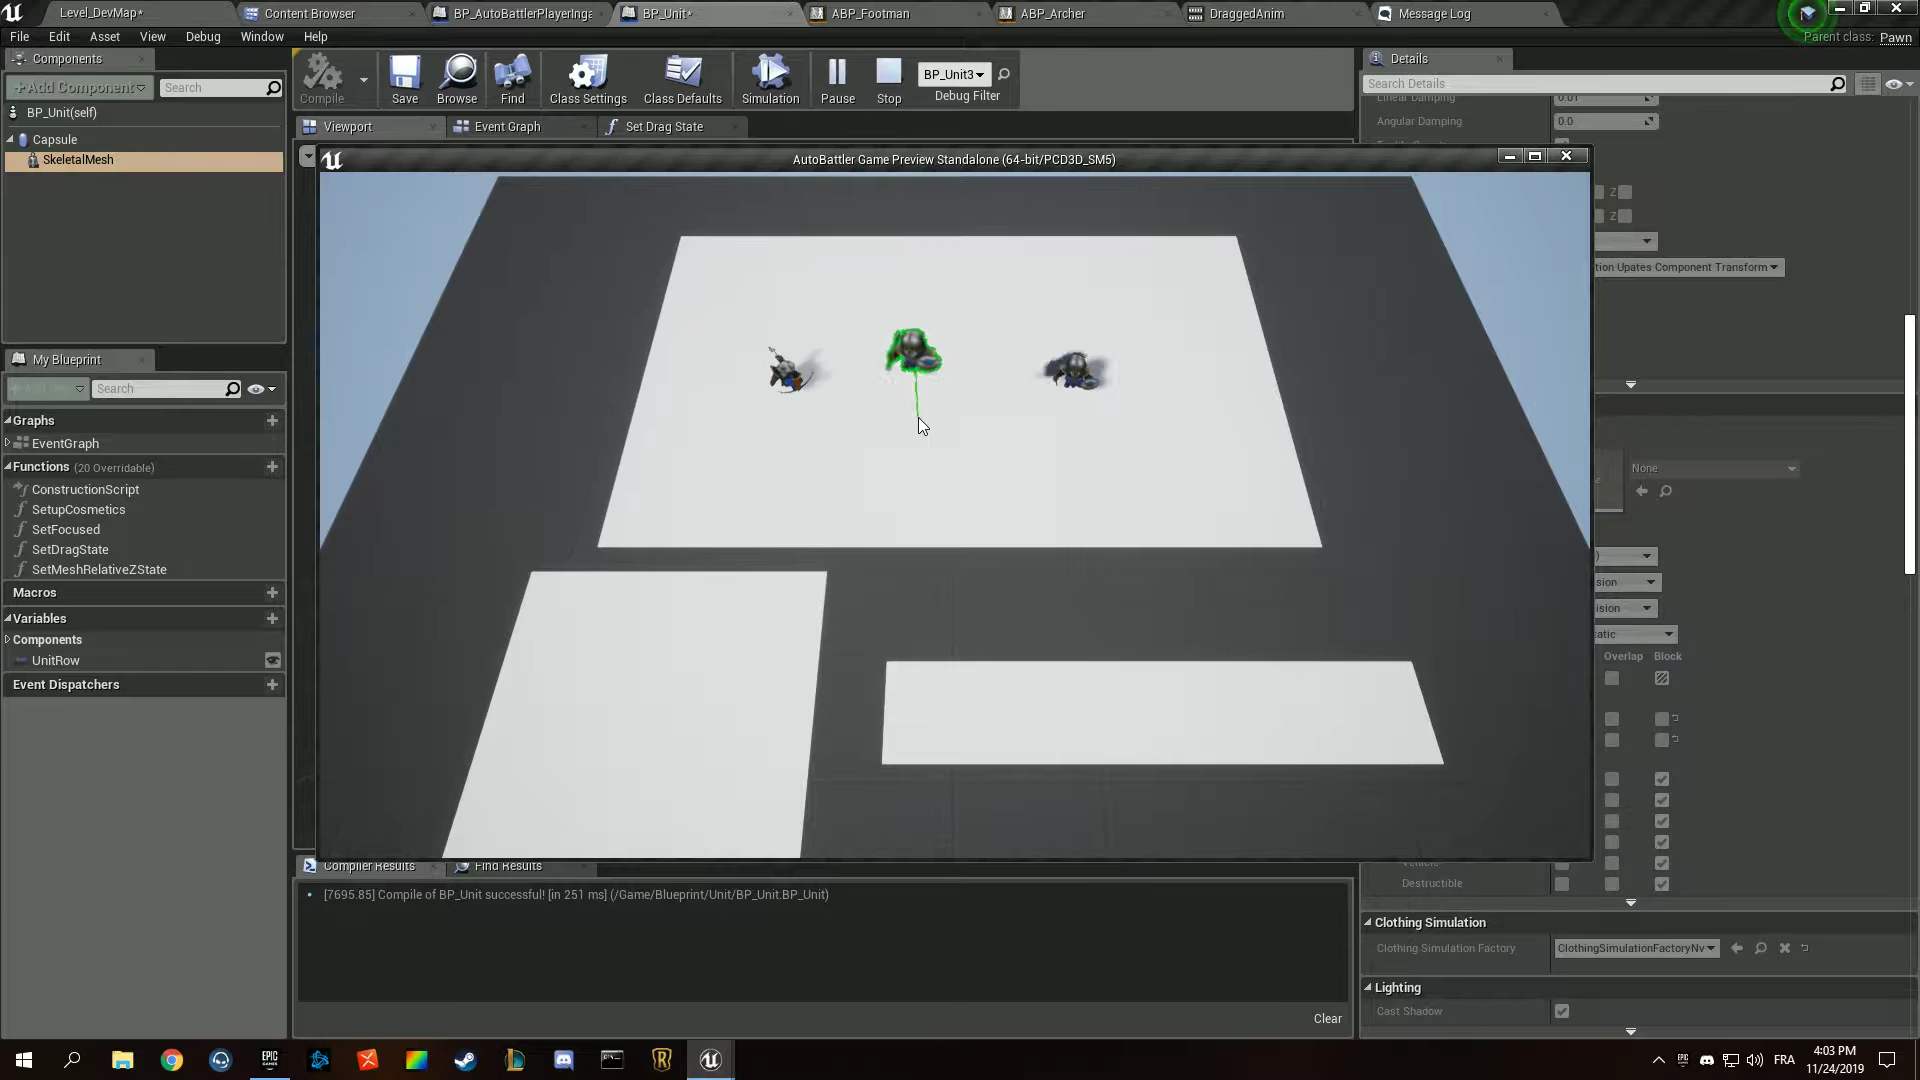 Level_DevMap*
Content Browser
BP_AutoBattlerPlayerInga
BP_Unit*
ABP_Footman
ABP_Archer
DraggedAnim
Message Log
File Edit Asset View Debug Window Help
Parent class: Pawn
Components
+Add Component
Search
BP_Unit(self)
Capsule
SkeletalMesh
Compile
Save
Browse
Find
Class Settings
Class Defaults
Simulation
Pause
Stop
BP_Unit3
Debug Filter
Viewport
Event Graph
Set Drag State
AutoBattler Game Preview Standalone (64-bit/PCD3D_SM5)
My Blueprint
Search
Graphs
EventGraph
Functions (20 Overridable)
ConstructionScript
SetupCosmetics
SetFocused
SetDragState
SetMeshRelativeZState
Macros
Variables
Components
UnitRow
Event Dispatchers
Details
Search Details
Linear Damping 0.01
Angular Damping 0.0
Z
Z
tion Upates Component Transform
None
sion
ision
atic
Overlap Block
Destructible
Clothing Simulation
Clothing Simulation Factory ClothingSimulationFactoryNv
Lighting
Cast Shadow
Compiler Results
Find Results
[7695.85] Compile of BP_Unit successful! [in 251 ms] (/Game/Blueprint/Unit/BP_Unit.BP_Unit)
Clear
EPIC GAMES
FRA
4:03 PM
11/24/2019